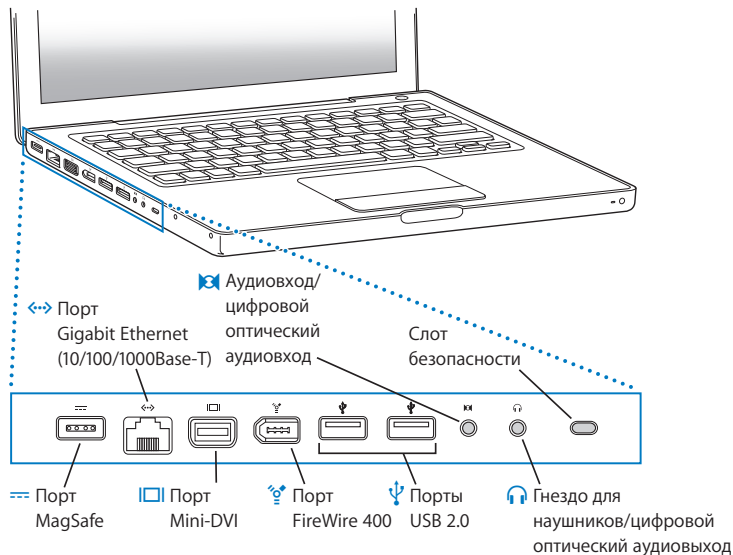 Аудиовход/
цифровой
оптический
аудиовход
Порт
Gigabit Ethernet
(10/100/1000Base-T)
Слот
безопасности
Порт
MagSafe
Порт
Mini-DVI
Порт
FireWire 400
Порты
USB 2.0
Гнездо для
наушников/цифровой
оптический аудиовыход